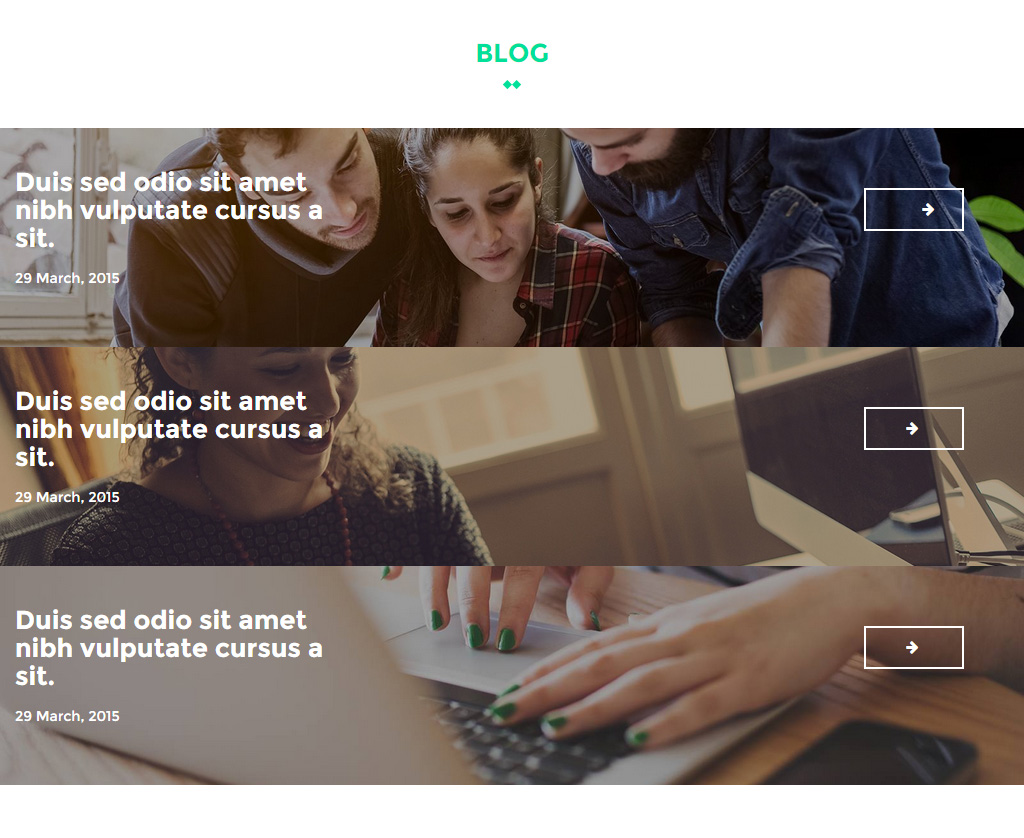 BLOG
Duis sed odio sit amet
nibh vulputate cursus a
sit.
29 March, 2015
Duis sed odio sit amet
nibh vulputate cursus a
sit.
29 March, 2015
Duis sed odio sit amet
nibh vulputate cursus a
sit.
29 March, 2015